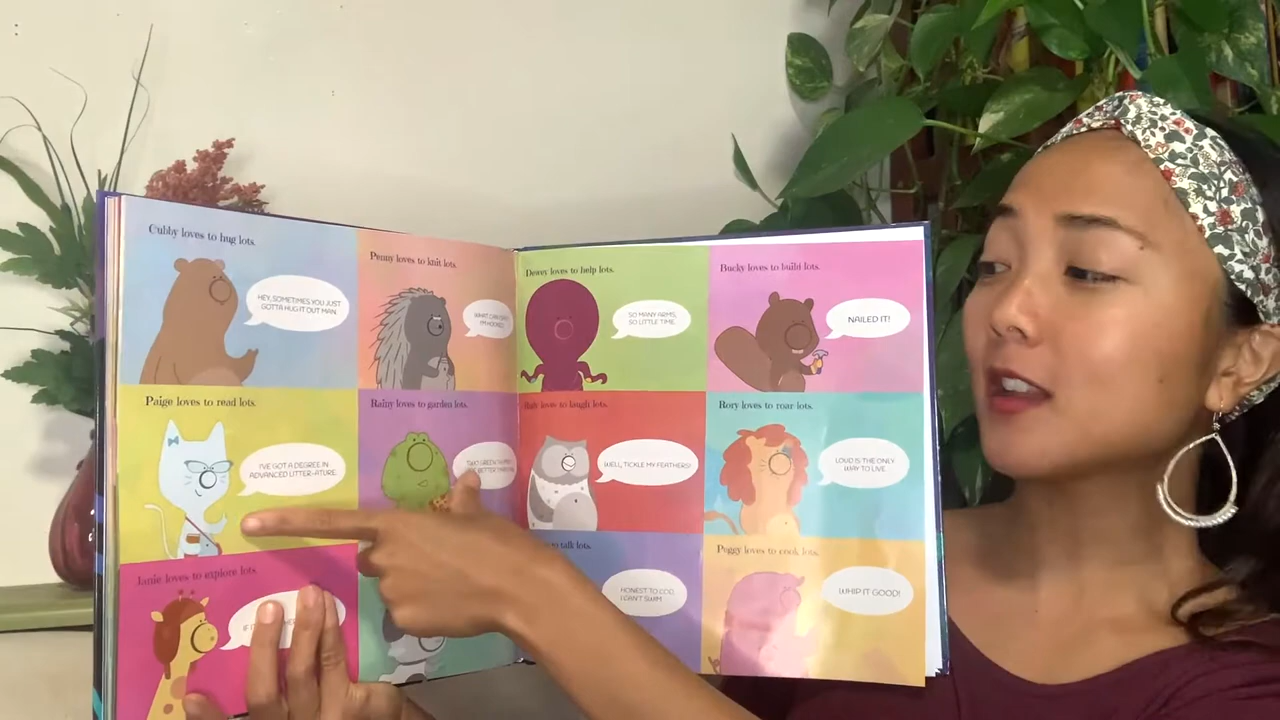 Cubby loves to hug lots.
HEY, SOMETIMES YOU JUST
GOTTA HUG IT OUT MAN.
Penny loves to knit lots.
WHAT CAN I SAY?
I'M HOOKED.
Dewey loves to help lots.
SO MANY ARMS,
SO LITTLE TIME.
Bucky loves to build lots.
NAILED IT!
Paige loves to read lots.
I'VE GOT A DEGREE IN
ADVANCED LITTER-ATURE.
Rainy loves to garden lots.
TWO GREEN
BETTER
loves to laugh lots.
WELL, TICKLE MY FEATHERS!
Rory loves to roar lots.
LOUD IS THE ONLY
WAY TO LIVE.
Janie loves to explore lots.
IF
to talk lots.
HONEST TO COD,
I CAN'T SWIM
Peggy loves to cook lots.
WHIP IT GOOD!